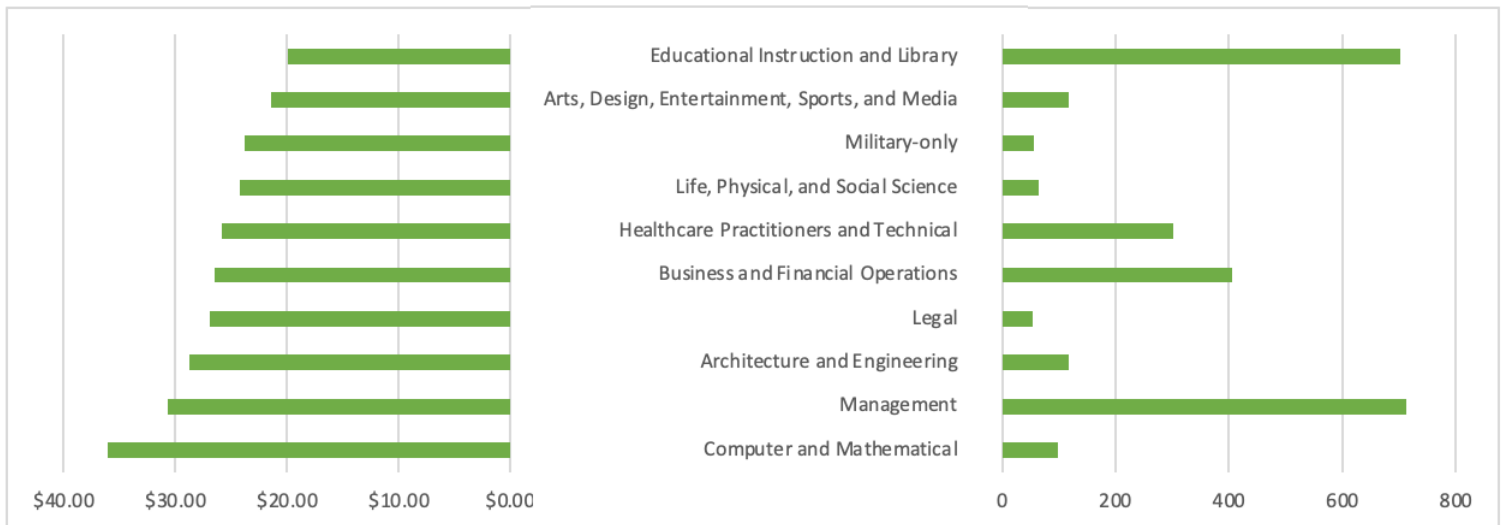 Educational Instruction and Library
Arts, Design, Entertainment, Sports, and Media
Military-only
Life, Physical, and Social Science
Healthcare Practitioners and Technical
Business and Financial Operations
Legal
Architecture and Engineering
Management
Computer and Mathematical
$40.00 $30.00 $20.00 $10.00 $0.00 0 200 400 600 800